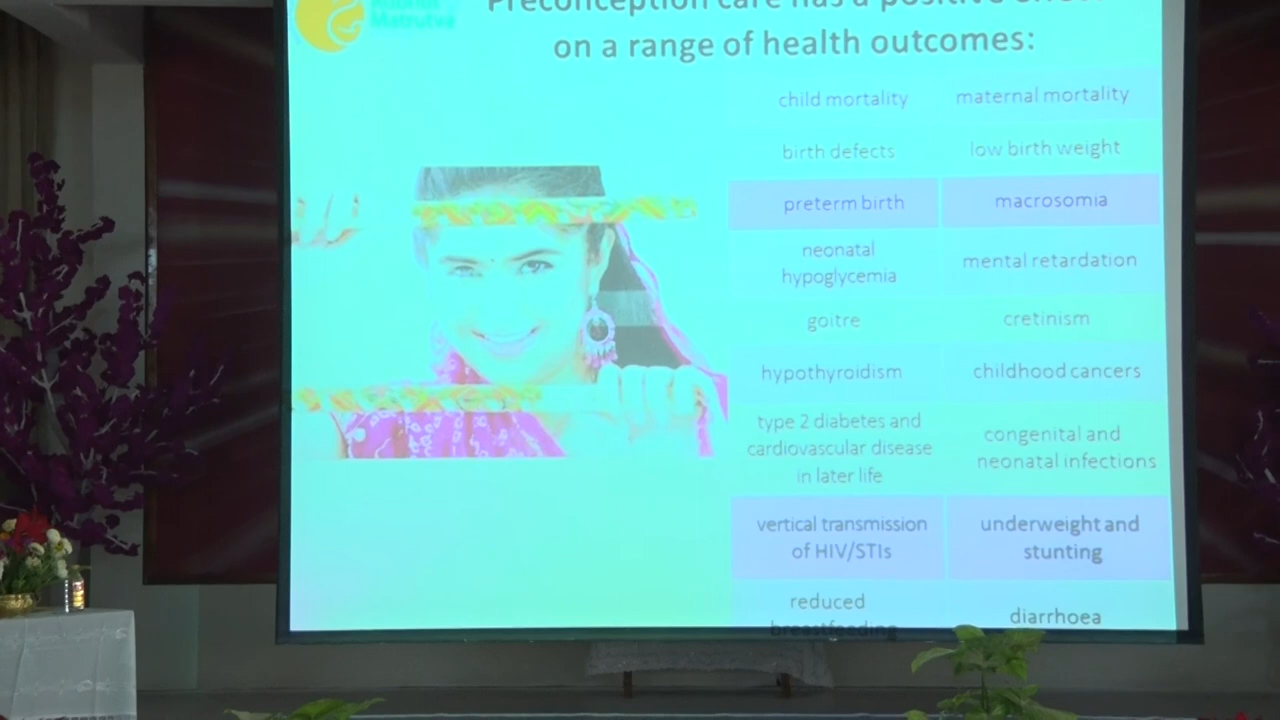 Matrutva
Preconception care has a positive effect
on a range of health outcomes:
child mortality maternal mortality
birth defects low birth weight
preterm birth macrosomia
neonatal
hypoglycemia mental retardation
goitre cretinism
hypothyroidism childhood cancers
type 2 diabetes and
cardiovascular disease
in later life
congenital and
neonatal infections
vertical transmission
of HIV/STIs
underweight and
stunting
reduced
breastfeeding
diarrhoea